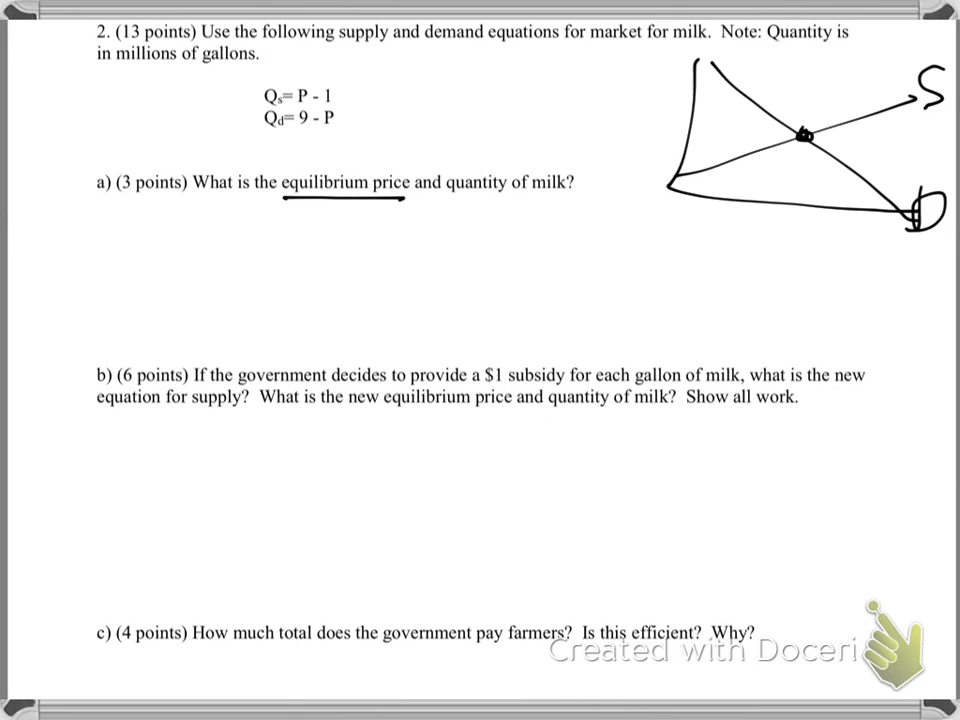 2. (13 points) Use the following supply and demand equations for market for milk. Note: Quantity is
in millions of gallons.
Qs= P - 1
Qd= 9 - P
S
a) (3 points) What is the equilibrium price and quantity of milk?
D
b) (6 points) If the government decides to provide a $1 subsidy for each gallon of milk, what is the new
equation for supply? What is the new equilibrium price and quantity of milk? Show all work.
c) (4 points) How much total does the government pay farmers? Is this efficient? Why?
Created with Doceri